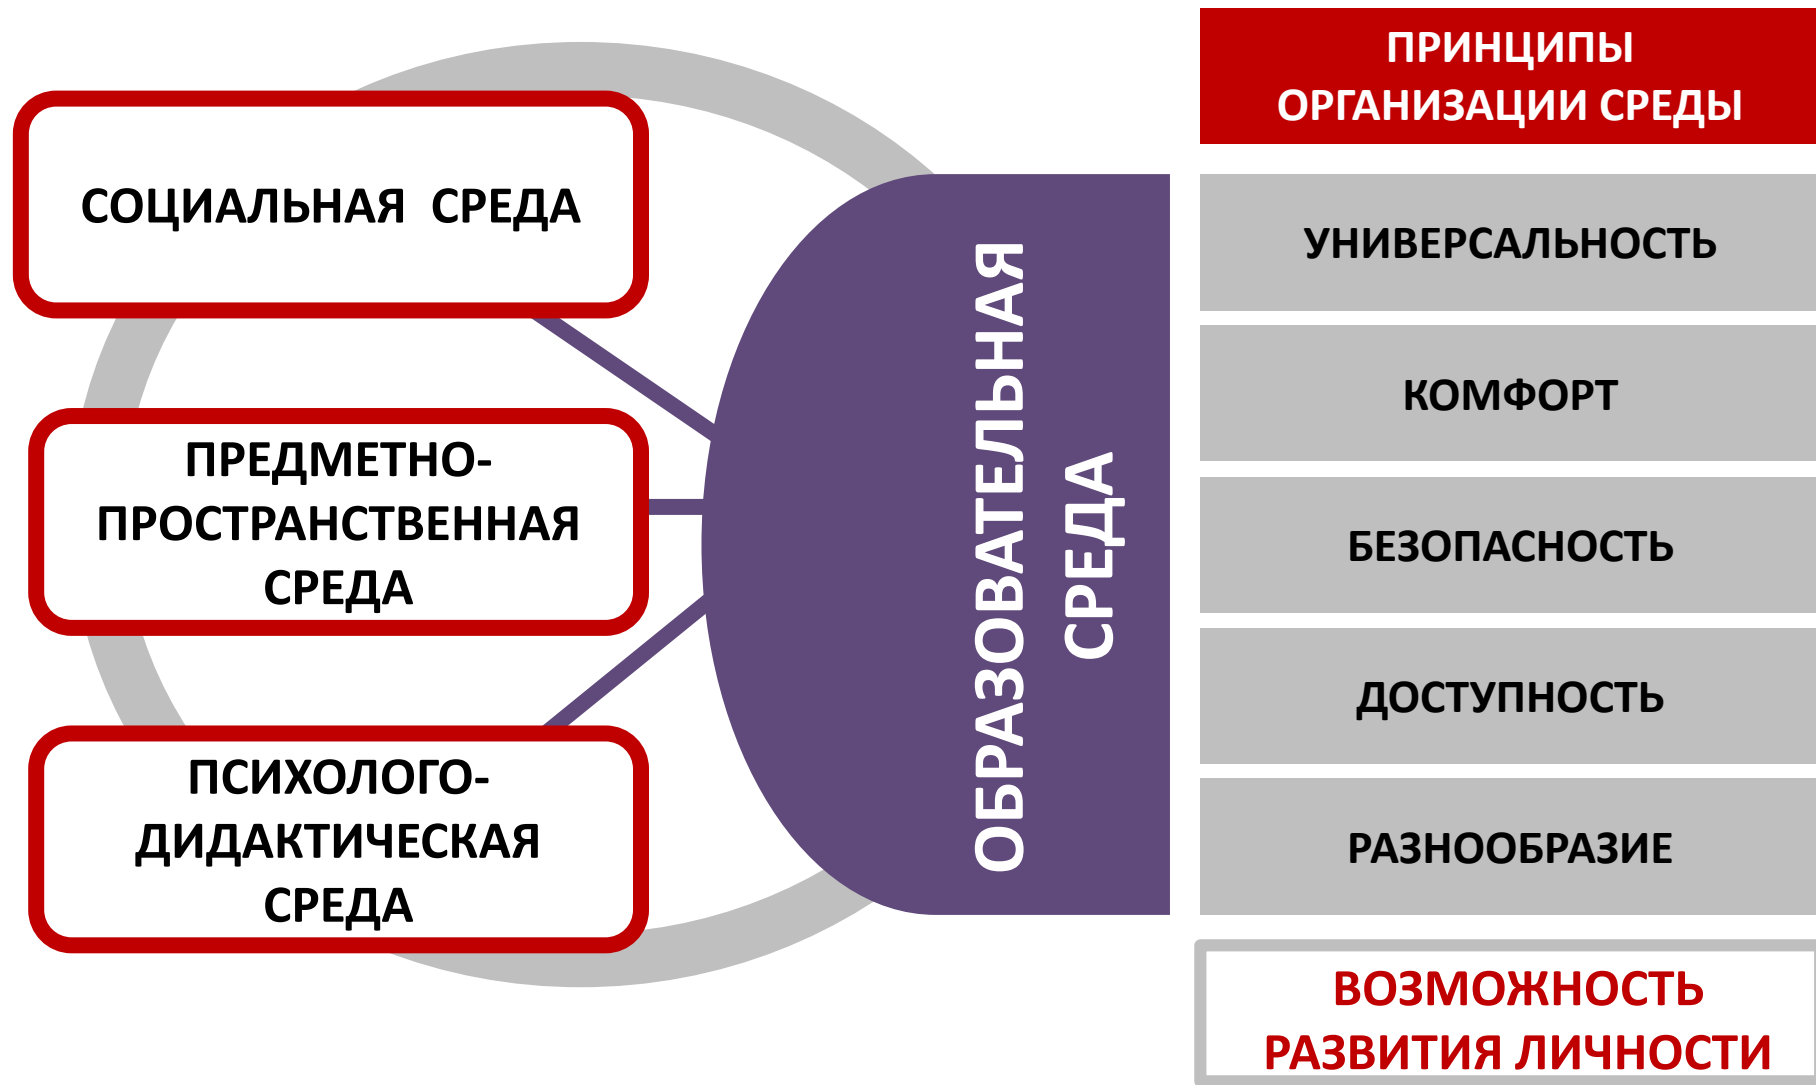 СОЦИАЛЬНАЯ СРЕДА
ПРЕДМЕТНО-
ПРОСТРАНСТВЕННАЯ
СРЕДА
ПСИХОЛОГО-
ДИДАКТИЧЕСКАЯ
СРЕДА
ОБРАЗОВАТЕЛЬНАЯ
СРЕДА
ПРИНЦИПЫ
ОРГАНИЗАЦИИ СРЕДЫ
УНИВЕРСАЛЬНОСТЬ
КОМФОРТ
БЕЗОПАСНОСТЬ
ДОСТУПНОСТЬ
РАЗНООБРАЗИЕ
ВОЗМОЖНОСТЬ
РАЗВИТИЯ ЛИЧНОСТИ